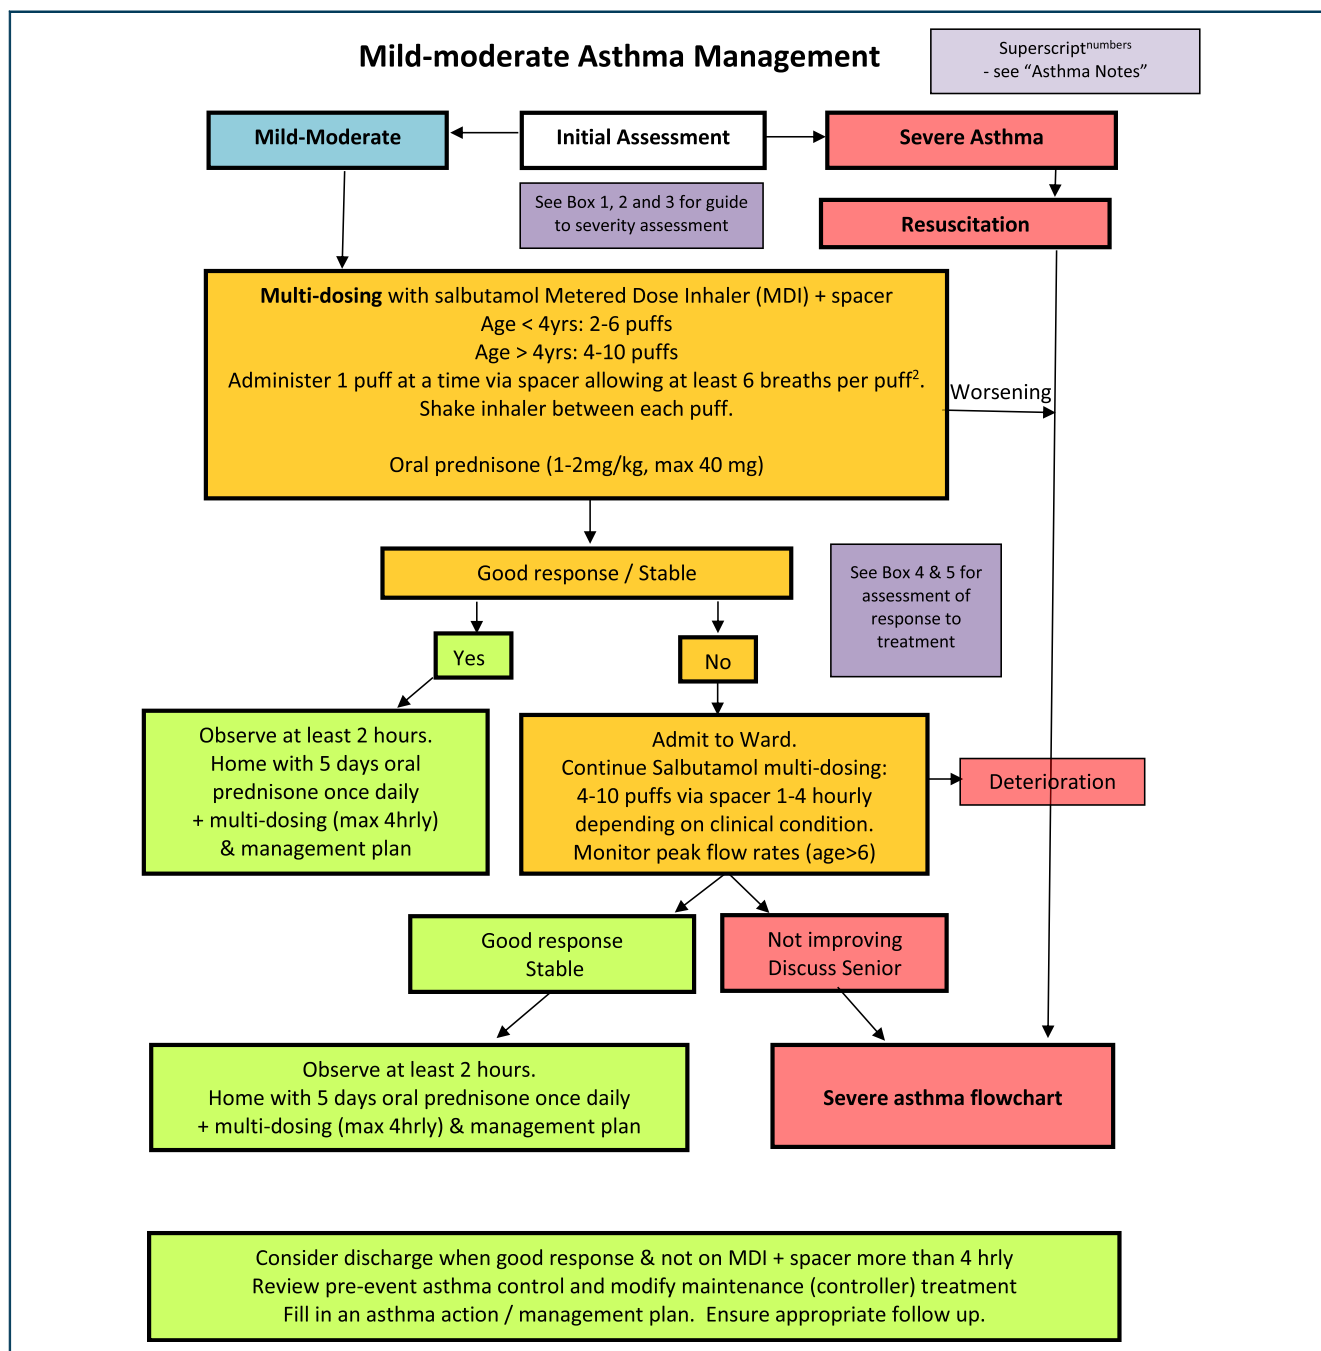 Mild-moderate Asthma Management
Superscriptnumbers
- see “Asthma Notes”
Mild-Moderate
Initial Assessment
Severe Asthma
See Box 1, 2 and 3 for guide
to severity assessment
Resuscitation
Multi-dosing with salbutamol Metered Dose Inhaler (MDI) + spacer
Age < 4yrs: 2-6 puffs
Age > 4yrs: 4-10 puffs
Administer 1 puff at a time via spacer allowing at least 6 breaths per puff2.
Shake inhaler between each puff.
Oral prednisone (1-2mg/kg, max 40 mg)
Worsening
Good response / Stable
See Box 4 & 5 for
assessment of
response to
treatment
Yes
No
Observe at least 2 hours.
Home with 5 days oral
prednisone once daily
+ multi-dosing (max 4hrly)
& management plan
Admit to Ward.
Continue Salbutamol multi-dosing:
4-10 puffs via spacer 1-4 hourly
depending on clinical condition.
Monitor peak flow rates (age>6)
Deterioration
Good response
Stable
Not improving
Discuss Senior
Observe at least 2 hours.
Home with 5 days oral prednisone once daily
+ multi-dosing (max 4hrly) & management plan
Severe asthma flowchart
Consider discharge when good response & not on MDI + spacer more than 4 hrly
Review pre-event asthma control and modify maintenance (controller) treatment
Fill in an asthma action / management plan.  Ensure appropriate follow up.